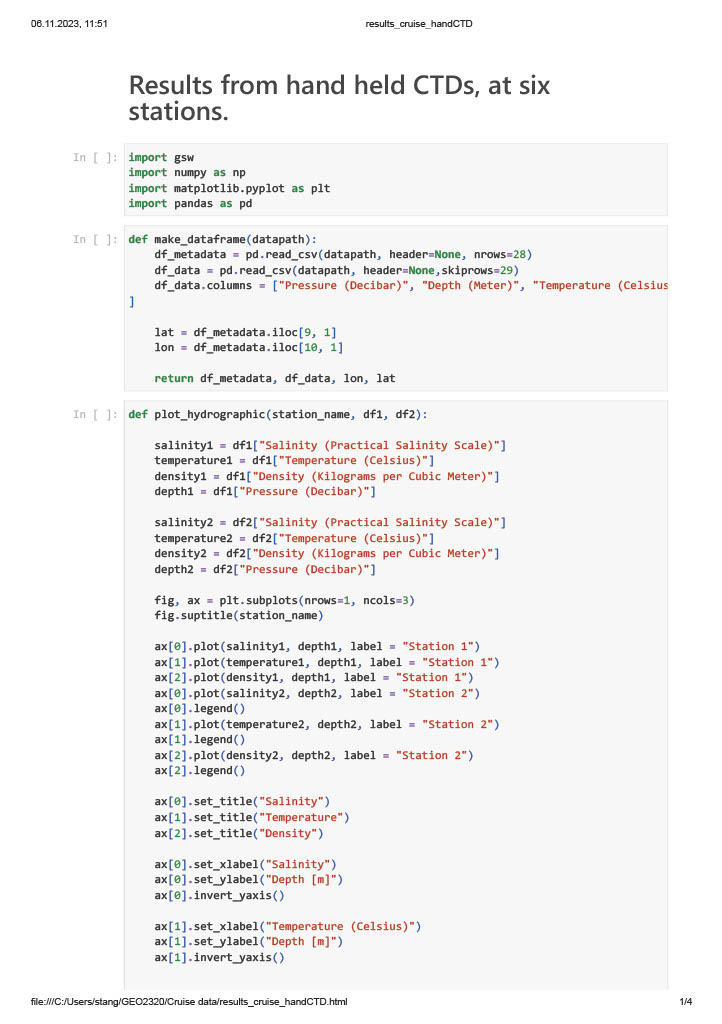 06.11.2023, 11:51
results_cruise_handCTD
Results from hand held CTDs, at six
stations.
In [ ]:
import gsw
import numpy as np
import matplotlib.pyplot as plt
import pandas as pd
In [ ]:
def make_dataframe(datapath):
    df_metadata = pd.read_csv(datapath, header=None, nrows=28)
    df_data = pd.read_csv(datapath, header=None,skiprows=29)
    df_data.columns = ["Pressure (Decibar)", "Depth (Meter)", "Temperature (Celsius
]
    lat = df_metadata.iloc[9, 1]
    lon = df_metadata.iloc[10, 1]
    return df_metadata, df_data, lon, lat
In [ ]:
def plot_hydrographic(station_name, df1, df2):
    salinity1 = df1["Salinity (Practical Salinity Scale)"]
    temperature1 = df1["Temperature (Celsius)"]
    density1 = df1["Density (Kilograms per Cubic Meter)"]
    depth1 = df1["Pressure (Decibar)"]
    salinity2 = df2["Salinity (Practical Salinity Scale)"]
    temperature2 = df2["Temperature (Celsius)"]
    density2 = df2["Density (Kilograms per Cubic Meter)"]
    depth2 = df2["Pressure (Decibar)"]
    fig, ax = plt.subplots(nrows=1, ncols=3)
    fig.suptitle(station_name)
    ax[0].plot(salinity1, depth1, label = "Station 1")
    ax[1].plot(temperature1, depth1, label = "Station 1")
    ax[2].plot(density1, depth1, label = "Station 1")
    ax[0].plot(salinity2, depth2, label = "Station 2")
    ax[0].legend()
    ax[1].plot(temperature2, depth2, label = "Station 2")
    ax[1].legend()
    ax[2].plot(density2, depth2, label = "Station 2")
    ax[2].legend()
    ax[0].set_title("Salinity")
    ax[1].set_title("Temperature")
    ax[2].set_title("Density")
    ax[0].set_xlabel("Salinity")
    ax[0].set_ylabel("Depth [m]")
    ax[0].invert_yaxis()
    ax[1].set_xlabel("Temperature (Celsius)")
    ax[1].set_ylabel("Depth [m]")
    ax[1].invert_yaxis()
file:///C:/Users/stang/GEO2320/Cruise data/results_cruise_handCTD.html
1/4